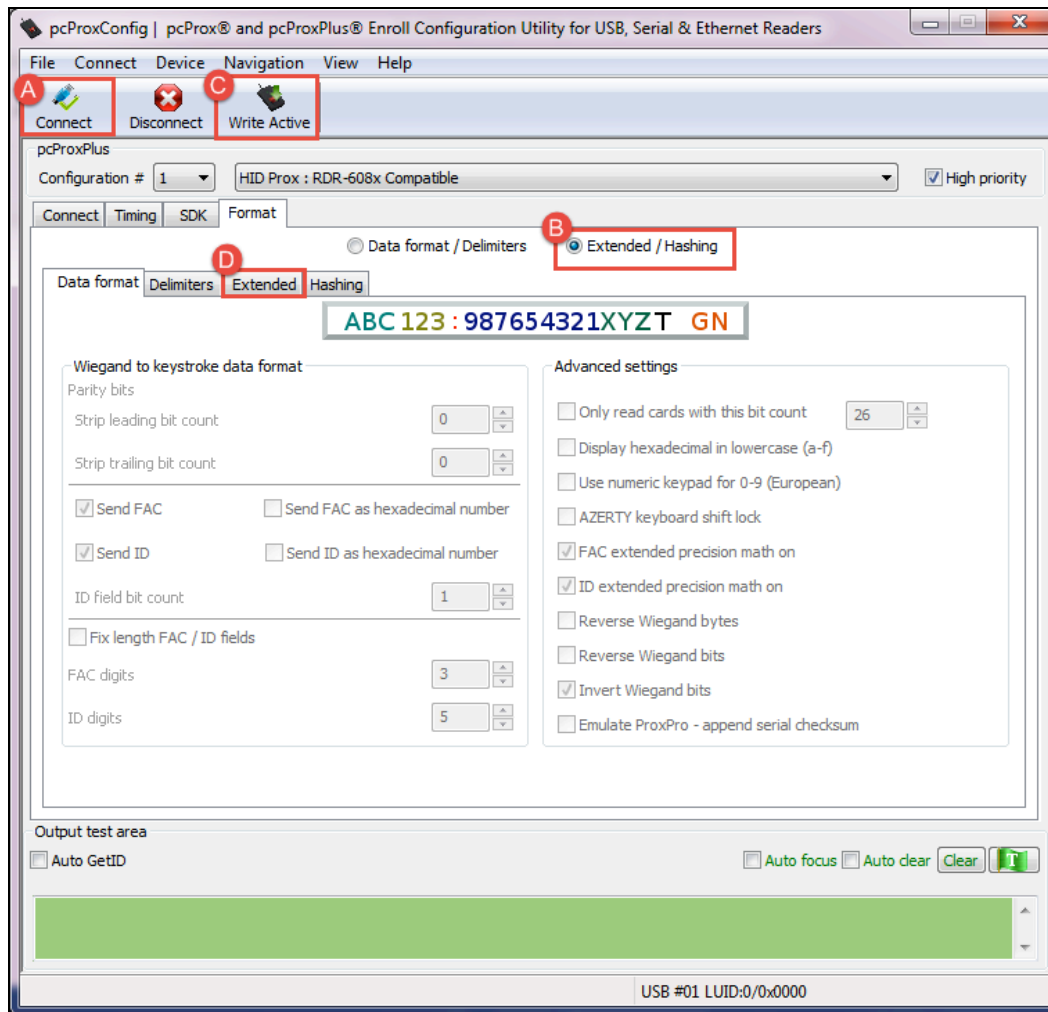 pcProxConfig | pcProx® and pcProxPlus® Enroll Configuration Utility for USB, Serial & Ethernet Readers
File Connect Device Navigation View Help
A C
Connect Disconnect Write Active
pcProxPlus
Configuration # 1 HID Prox : RDR-608x Compatible High priority
Connect Timing SDK Format
B
Data format / Delimiters Extended / Hashing
D
Data format Delimiters Extended Hashing
ABC 123 : 987654321XYZT GN
Wiegand to keystroke data format
Parity bits
Strip leading bit count 0
Strip trailing bit count 0
Send FAC Send FAC as hexadecimal number
Send ID Send ID as hexadecimal number
ID field bit count 1
Fix length FAC / ID fields
FAC digits 3
ID digits 5
Advanced settings
Only read cards with this bit count 26
Display hexadecimal in lowercase (a-f)
Use numeric keypad for 0-9 (European)
AZERTY keyboard shift lock
FAC extended precision math on
ID extended precision math on
Reverse Wiegand bytes
Reverse Wiegand bits
Invert Wiegand bits
Emulate ProxPro - append serial checksum
Output test area
Auto GetID Auto focus Auto clear Clear T
USB #01 LUID:0/0x0000